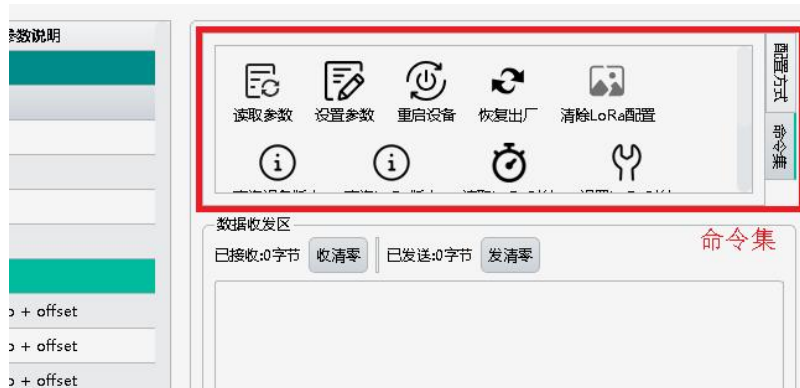 参数说明
配置方式
命令集
读取参数 设置参数 重启设备 恢复出厂 清除LoRa配置
数据收发区
命令集
已接收:0字节 收清零 已发送:0字节 发清零
o + offset
o + offset
o + offset